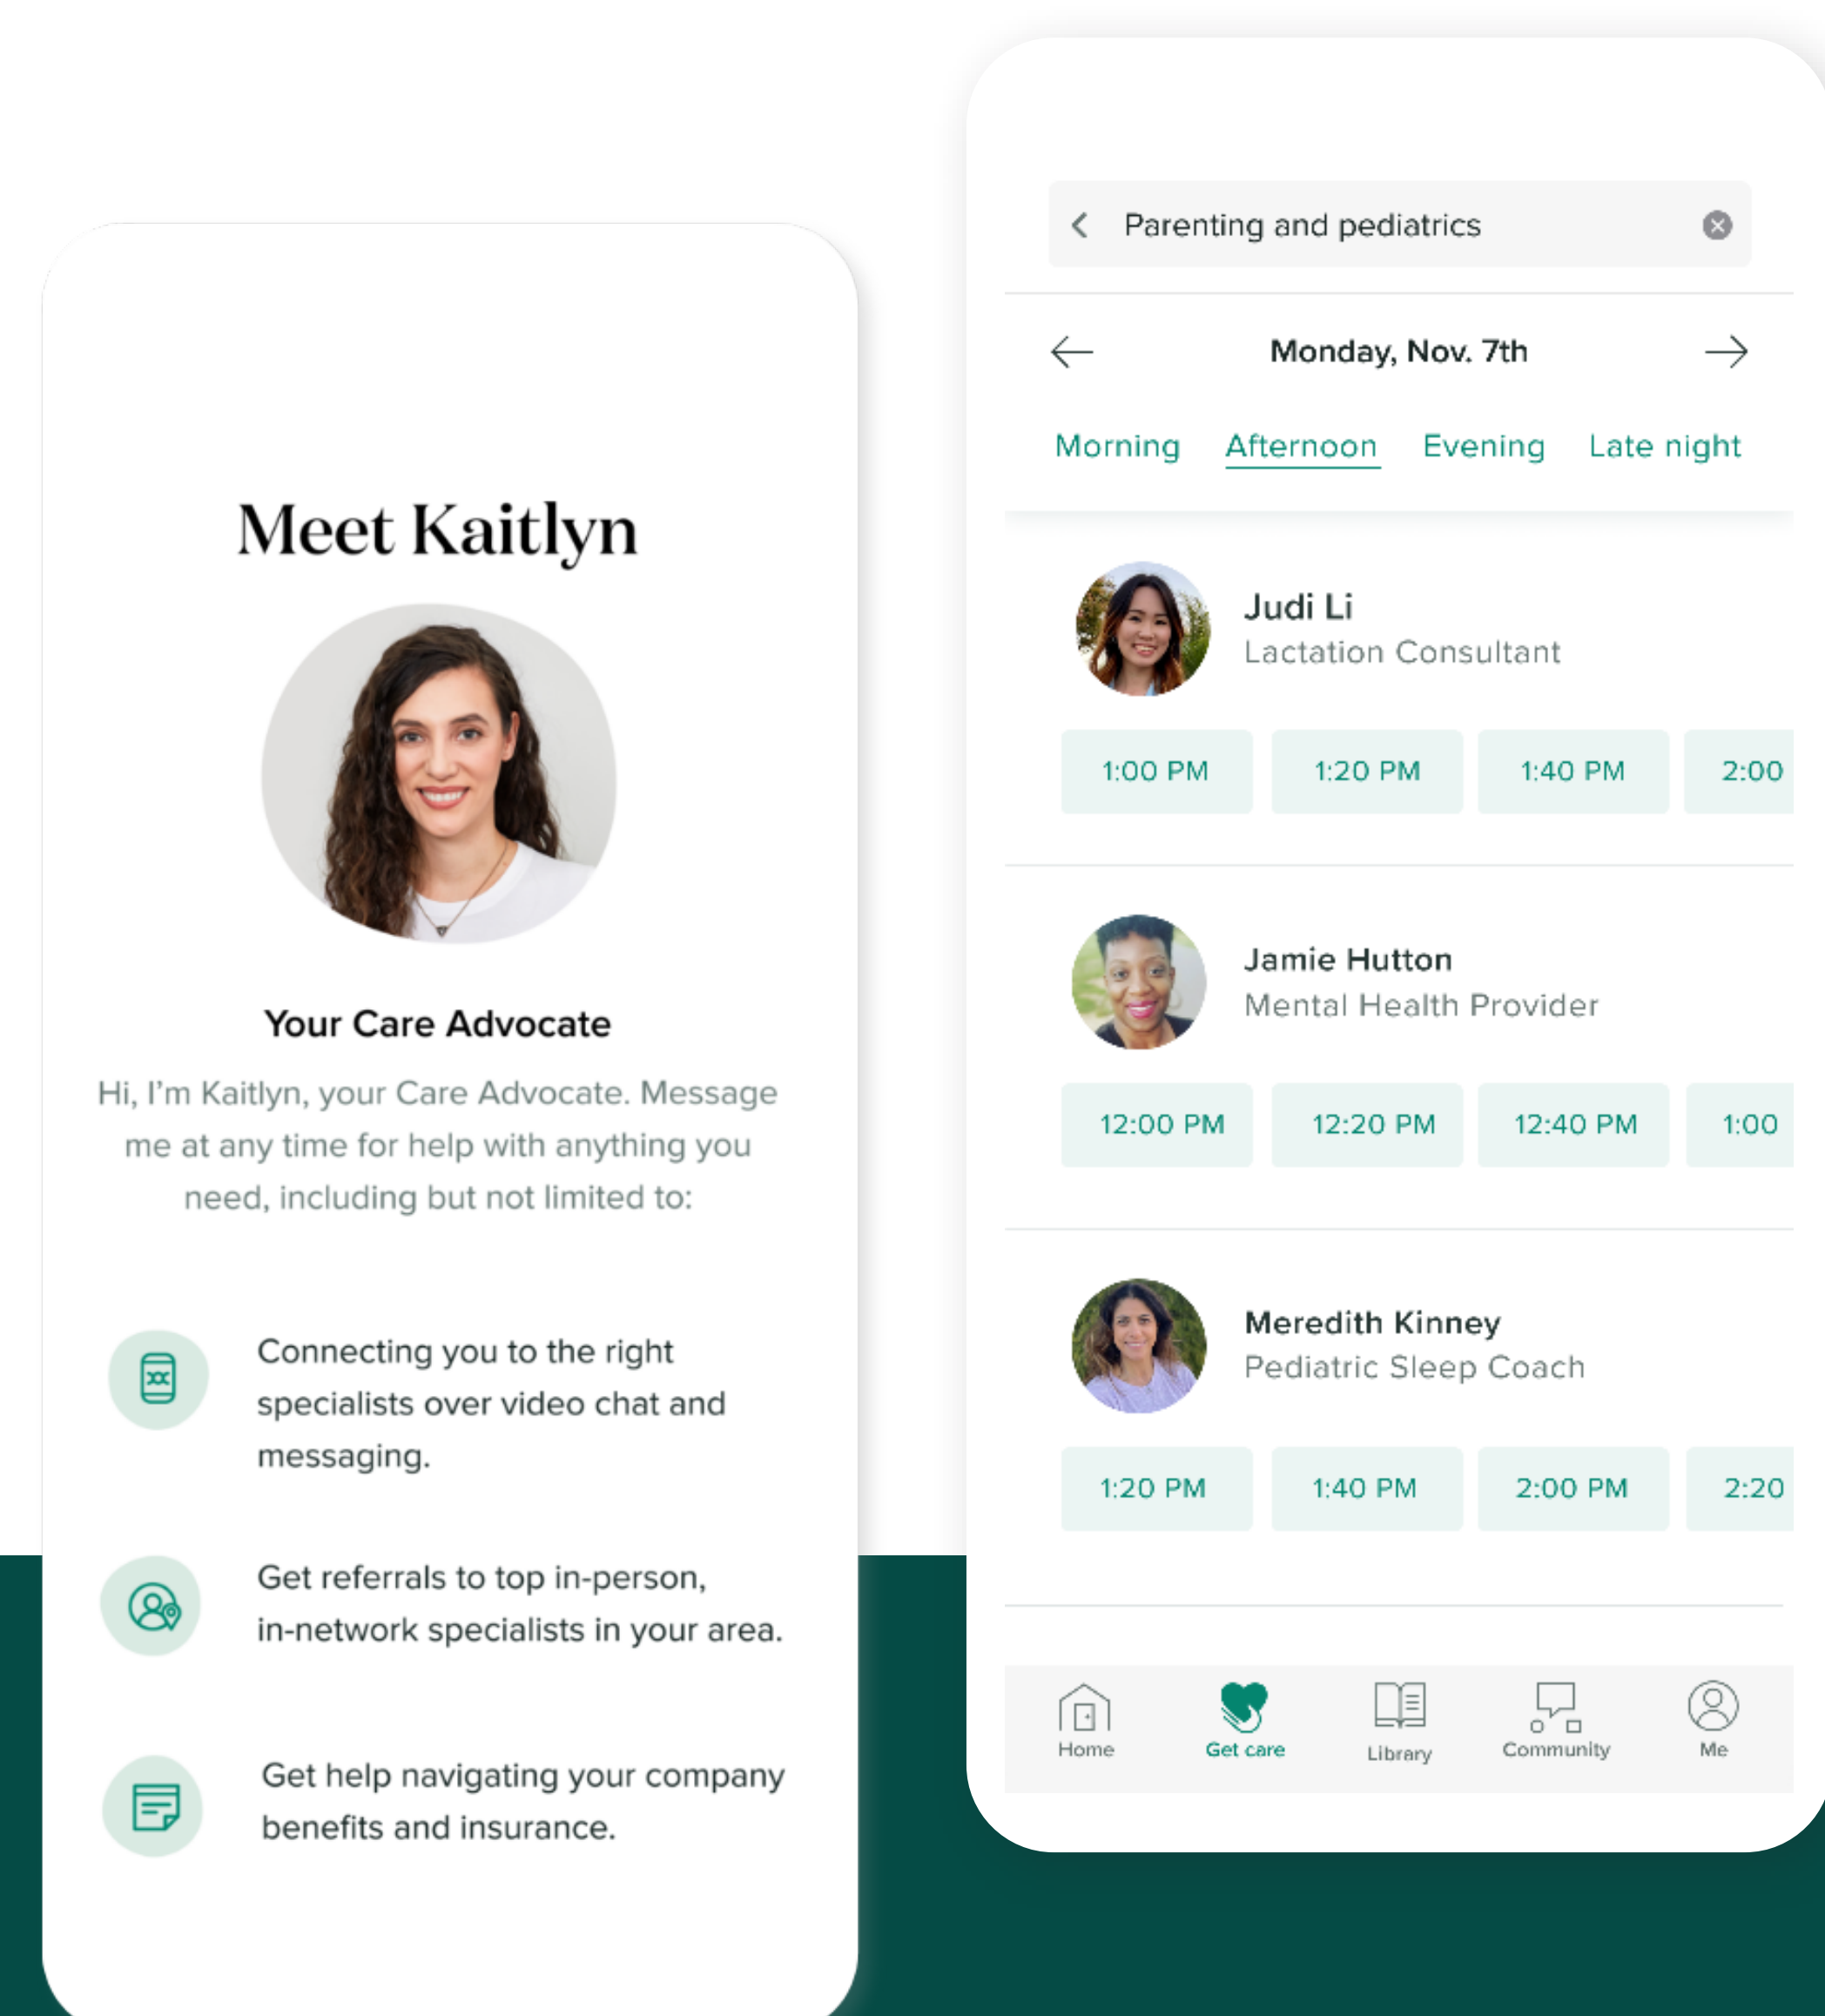 Meet Kaitlyn
Your Care Advocate
Hi, I'm Kaitlyn, your Care Advocate. Message
me at any time for help with anything you
need, including but not limited to:
Connecting you to the right
specialists over video chat and
messaging.
Get referrals to top in-person,
in-network specialists in your area.
Get help navigating your company
benefits and insurance.
Parenting and pediatrics
Monday, Nov. 7th
Morning Afternoon Evening Late night
Judi Li
Lactation Consultant
1:00 PM 1:20 PM 1:40 PM 2:00
Jamie Hutton
Mental Health Provider
12:00 PM 12:20 PM 12:40 PM 1:00
Meredith Kinney
Pediatric Sleep Coach
1:20 PM 1:40 PM 2:00 PM 2:20
Home Get care Library Community Me